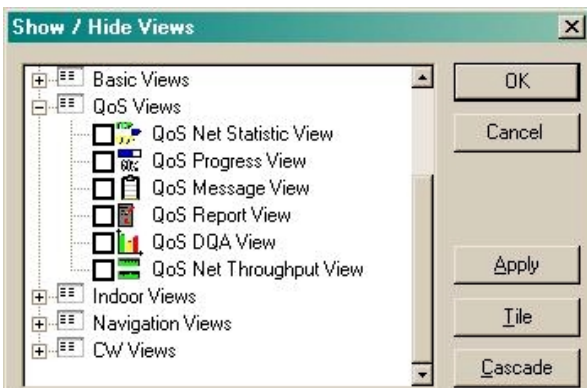 Show / Hide Views
Basic Views
QoS Views
QoS Net Statistic View
60%
QoS Progress View
QoS Message View
QoS Report View
QoS DQA View
QoS Net Throughput View
Indoor Views
Navigation Views
CW Views
OK
Cancel
Apply
Tile
Cascade